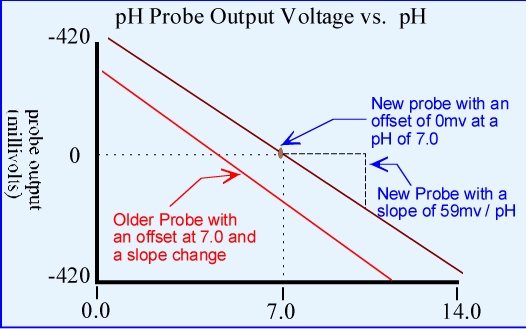 pH Probe Output Voltage vs. pH
-420
New probe with an
offset of 0mv at a
pH of 7.0
probe output
(millivolts)
0
New Probe with a
slope of 59mv / pH
Older Probe with
an offset at 7.0 and
a slope change
-420
0.0
7.0
14.0